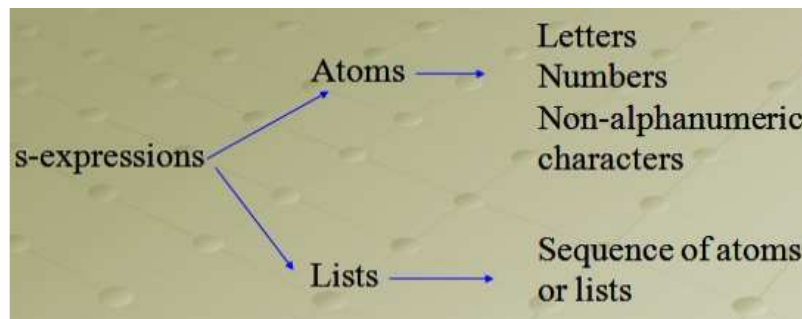 s-expressions
Atoms
Letters
Numbers
Non-alphanumeric
characters
Lists
Sequence of atoms
or lists